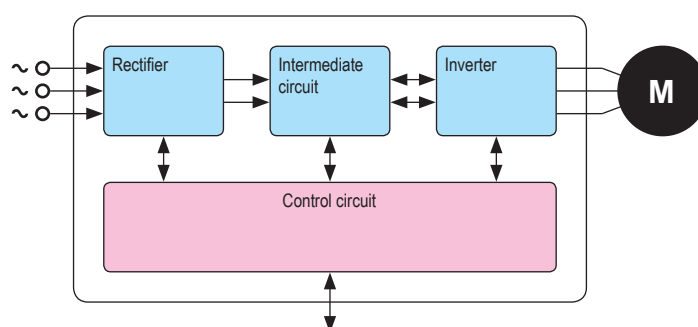 Rectifier
Intermediate
circuit
Inverter
~
~
~
M
Control circuit